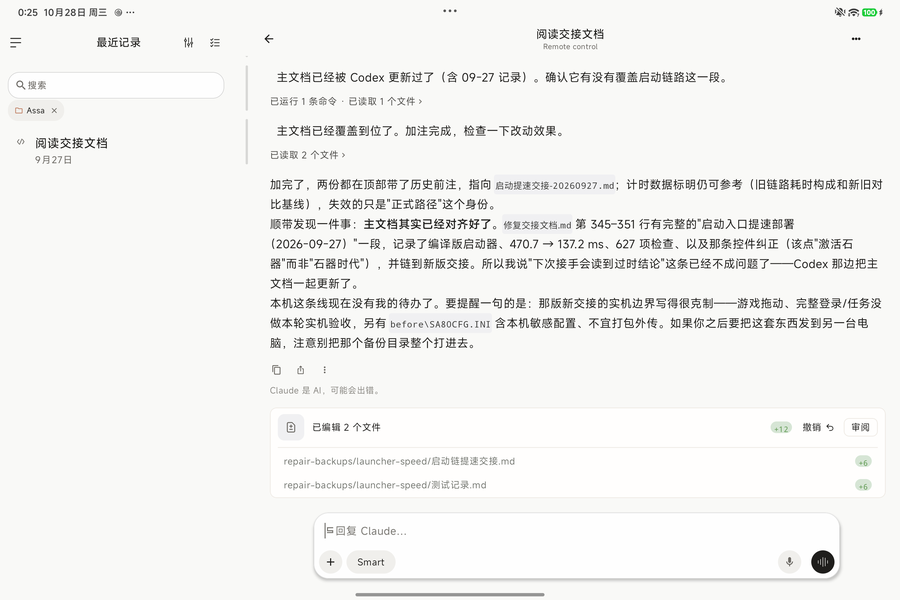 0:25 10月28日 周三
100
最近记录
搜索
Assa
阅读交接文档
9月27日
阅读交接文档
Remote control
主文档已经被 Codex 更新过了（含 09-27 记录）。确认它有没有覆盖启动链路这一段。
已运行 1 条命令 · 已读取 1 个文件 ›
主文档已经覆盖到位了。加注完成，检查一下改动效果。
已读取 2 个文件 ›
加完了，两份都在顶部带了历史前注，指向 启动提速交接-20260927.md；计时数据标明仍可参考（旧链路耗时构成和新旧对
比基线），失效的只是"正式路径"这个身份。
顺带发现一件事：主文档其实已经对齐好了。修复交接文档.md 第 345–351 行有完整的"启动入口提速部署
（2026-09-27）"一段，记录了编译版启动器、470.7 → 137.2 ms、627 项检查、以及那条控件纠正（该点"激活石
器"而非"石器时代"），并链到新版交接。所以我说"下次接手会读到过时结论"这条已经不成问题了——Codex 那边把主
文档一起更新了。
本机这条线现在没有我的待办了。要提醒一句的是：那版新交接的实机边界写得很克制——游戏拖动、完整登录/任务没
做本轮实机验收，另有 before\SA80CFG.INI 含本机敏感配置、不宜打包外传。如果你之后要把这套东西发到另一台电
脑，注意别把那个备份目录整个打进去。
Claude 是 AI，可能会出错。
已编辑 2 个文件
+12
撤销
审阅
repair-backups/launcher-speed/启动链提速交接.md
+6
repair-backups/launcher-speed/测试记录.md
+6
回复 Claude...
Smart